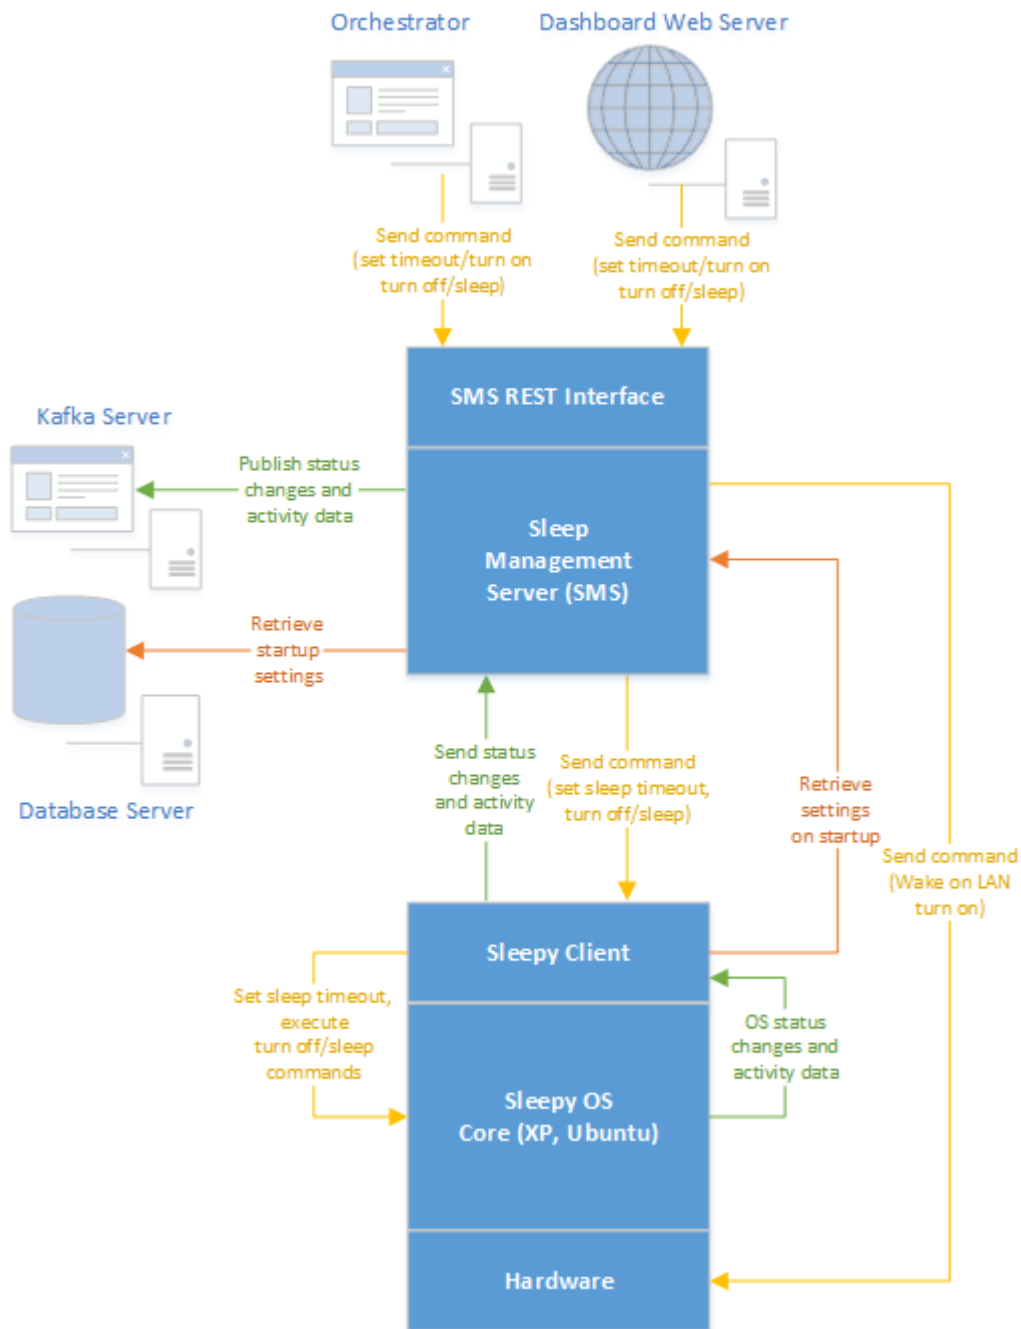 Orchestrator
Dashboard Web Server
Send command
(set timeout/turn on
turn off/sleep)
Send command
(set timeout/turn on
turn off/sleep)
SMS REST Interface
Kafka Server
Publish status
changes and
activity data
Sleep
Management
Server (SMS)
Retrieve
startup
settings
Database Server
Send status
changes
and activity
data
Send command
(set sleep timeout,
turn off/sleep)
Retrieve
settings
on startup
Send command
(Wake on LAN
turn on)
Sleepy Client
Set sleep timeout,
execute
turn off/sleep
commands
OS status
changes and
activity data
Sleepy OS
Core (XP, Ubuntu)
Hardware